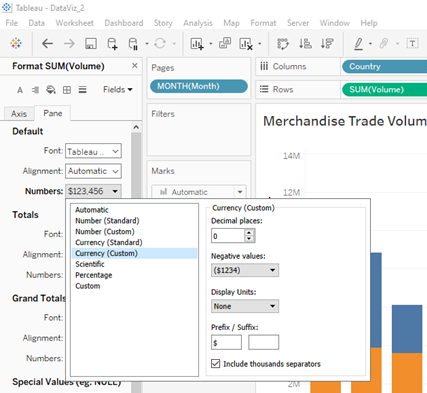 Tableau - DataViz_2
File Data Worksheet Dashboard Story Analysis Map Format Server Window Help
Format SUM(Volume)
Fields
Axis Pane
Default
Font: Tableau ...
Alignment: Automatic
Numbers: $123,456
Totals
Font:
Alignment:
Numbers:
Grand Totals
Font:
Alignment:
Numbers:
Special Values (eg. NULL)
Pages
MONTH(Month)
Filters
Marks
Automatic
Columns Country
Rows SUM(Volume)
Merchandise Trade Volum
14M
12M
2M
Automatic
Number (Standard)
Number (Custom)
Currency (Standard)
Currency (Custom)
Scientific
Percentage
Custom
Currency (Custom)
Decimal places:
0
Negative values:
($1234)
Display Units:
None
Prefix / Suffix:
$
Include thousands separators